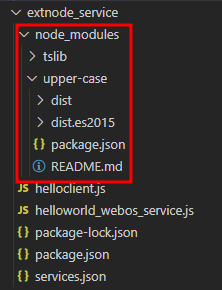 extnode_service
node_modules
tslib
upper-case
dist
dist.es2015
{} package.json
README.md
helloclient.js
helloworld_webos_service.js
{} package-lock.json
{} package.json
{} services.json